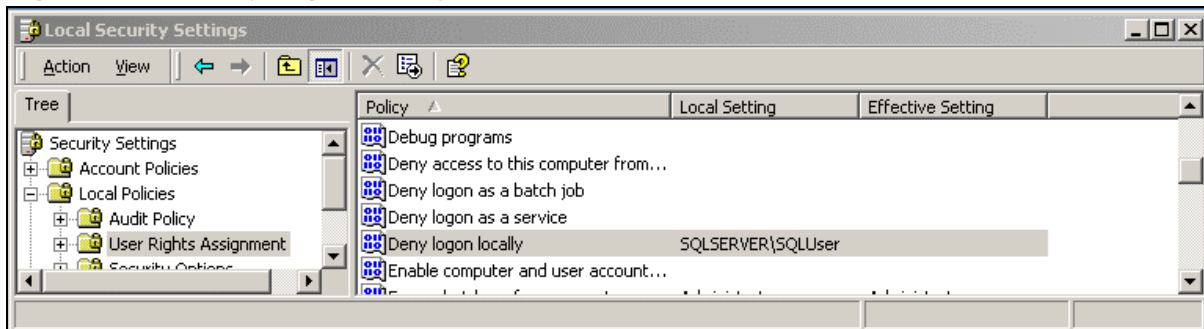 Local Security Settings
Action View
Tree
Policy Local Setting Effective Setting
Security Settings
Account Policies
Local Policies
Audit Policy
User Rights Assignment
Security Options
Debug programs
Deny access to this computer from...
Deny logon as a batch job
Deny logon as a service
Deny logon locally SQLSERVER\SQLUser
Enable computer and user account...